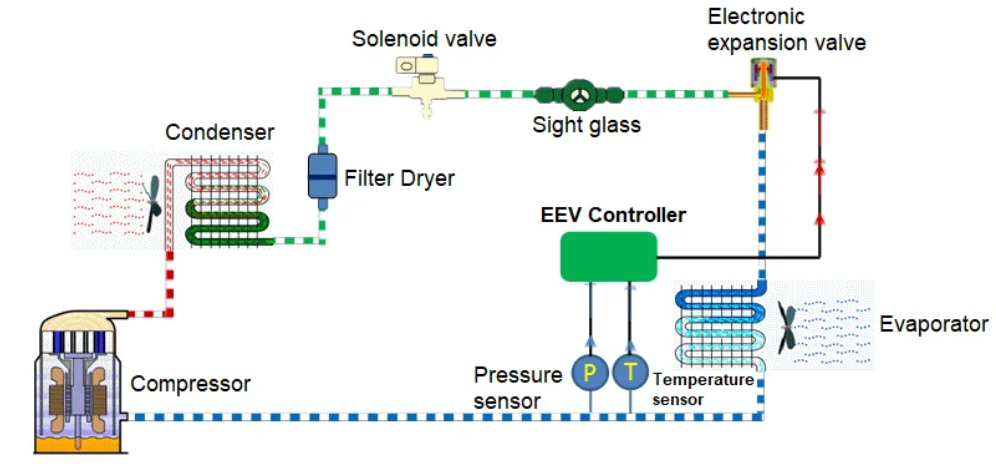 Electronic
expansion valve
Solenoid valve
Sight glass
Condenser
Filter Dryer
EEV Controller
Evaporator
Compressor
Pressure
sensor
P
T
Temperature
sensor